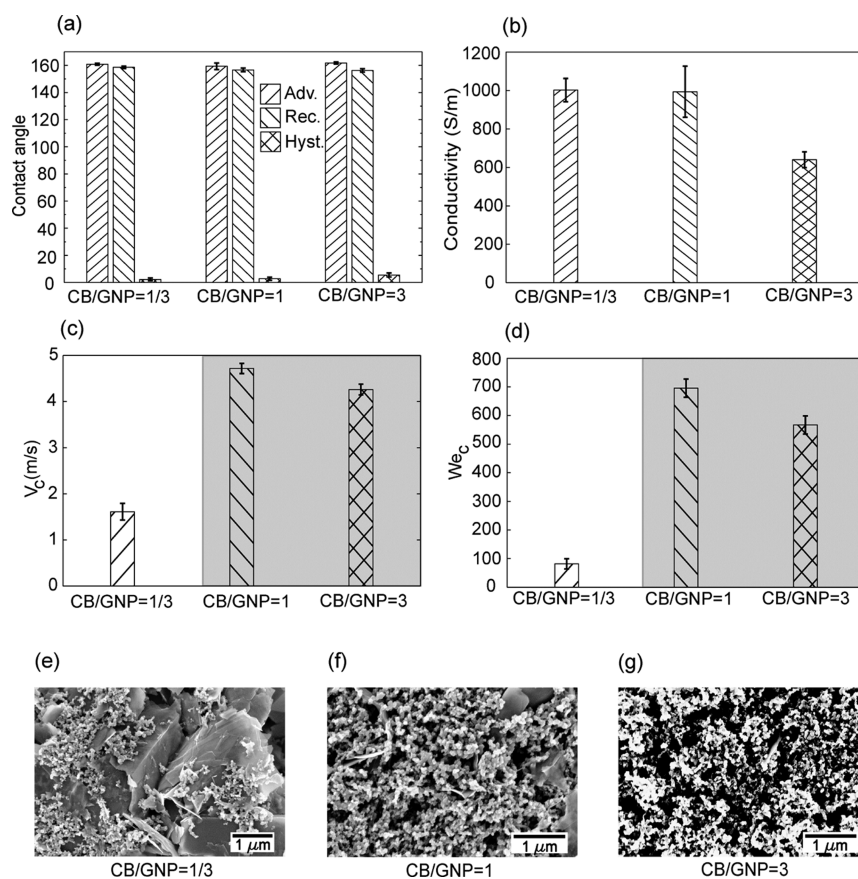 (a)
160
140
120
100
80
60
40
20
0
Contact angle
Adv.
Rec.
Hyst.
CB/GNP=1/3 CB/GNP=1 CB/GNP=3
(b)
1200
1000
800
600
400
200
0
Conductivity (S/m)
CB/GNP=1/3 CB/GNP=1 CB/GNP=3
(c)
5
4
3
2
1
0
Vc(m/s)
CB/GNP=1/3 CB/GNP=1 CB/GNP=3
(d)
800
700
600
500
400
300
200
100
0
Wec
CB/GNP=1/3 CB/GNP=1 CB/GNP=3
(e)
1 μm
CB/GNP=1/3
(f)
1 μm
CB/GNP=1
(g)
1 μm
CB/GNP=3